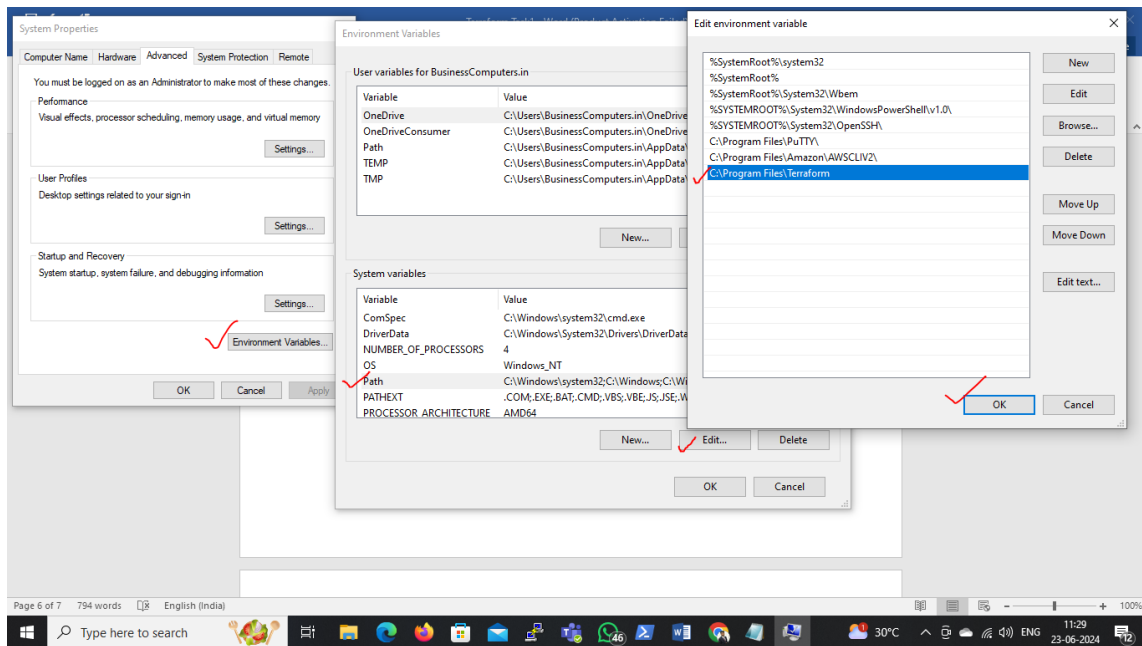 System Properties
Computer Name Hardware Advanced System Protection Remote
You must be logged on as an Administrator to make most of these changes.
Perfomance
Visual effects, processor scheduling, memory usage, and virtual memory
Settings...
User Profiles
Desktop settings related to your sign-in
Settings...
Startup and Recovery
System startup, system failure, and debugging information
Settings...
Environment Variables...
OK Cancel Apply
Environment Variables
User variables for BusinessComputers.in
Variable Value
OneDrive C:\Users\BusinessComputers.in\OneDrive
OneDriveConsumer C:\Users\BusinessComputers.in\OneDrive
Path C:\Users\BusinessComputers.in\AppData\
TEMP C:\Users\BusinessComputers.in\AppData\
TMP C:\Users\BusinessComputers.in\AppData\
New...
System variables
Variable Value
ComSpec C:\Windows\system32\cmd.exe
DriverData C:\Windows\System32\Drivers\DriverData
NUMBER_OF_PROCESSORS 4
OS Windows_NT
Path C:\Windows\system32;C:\Windows;C:\Wi
PATHEXT .COM;.EXE;.BAT;.CMD;.VBS;.VBE;.JS;.JSE;.W
PROCESSOR ARCHITECTURE AMD64
New... Edit... Delete
OK Cancel
Edit environment variable
%SystemRoot%\system32
%SystemRoot%
%SystemRoot%\System32\Wbem
%SYSTEMROOT%\System32\WindowsPowerShell\v1.0\
%SYSTEMROOT%\System32\OpenSSH\
C:\Program Files\PuTTY\
C:\Program Files\Amazon\AWSCLIV2\
C:\Program Files\Terraform
New
Edit
Browse...
Delete
Move Up
Move Down
Edit text...
OK Cancel
Page 6 of 7 794 words English (India) 100%
Type here to search
46
30°C ENG
11:29
23-06-2024
12